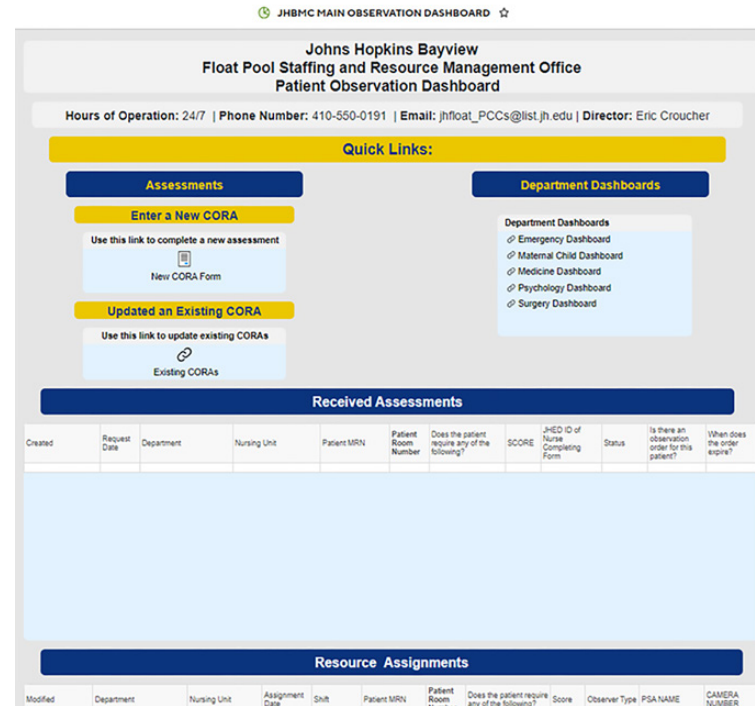 JHBMC MAIN OBSERVATION DASHBOARD
Johns Hopkins Bayview
Float Pool Staffing and Resource Management Office
Patient Observation Dashboard
Hours of Operation: 24/7 | Phone Number: 410-550-0191 | Email: jhfloat_PCCs@list.jh.edu | Director: Eric Croucher
Quick Links:
Assessments
Enter a New CORA
Use this link to complete a new assessment
New CORA Form
Updated an Existing CORA
Use this link to update existing CORAs
Existing CORAs
Department Dashboards
Department Dashboards
Emergency Dashboard
Maternal Child Dashboard
Medicine Dashboard
Psychology Dashboard
Surgery Dashboard
Received Assessments
Created
Request
Date
Department
Nursing Unit
Patient MRN
Patient
Room
Number
Does the patient
require any of the
following?
SCORE
JHED ID of
Nurse
Completing
Form
Status
Is there an
observation
order for this
patient?
When does
the order
expire?
Resource Assignments
Modified
Department
Nursing Unit
Assignment
Date
Shift
Patient MRN
Patient
Room
Does the patient require
any of the following?
Score
Observer Type
PSA NAME
CAMERA
NUMBER